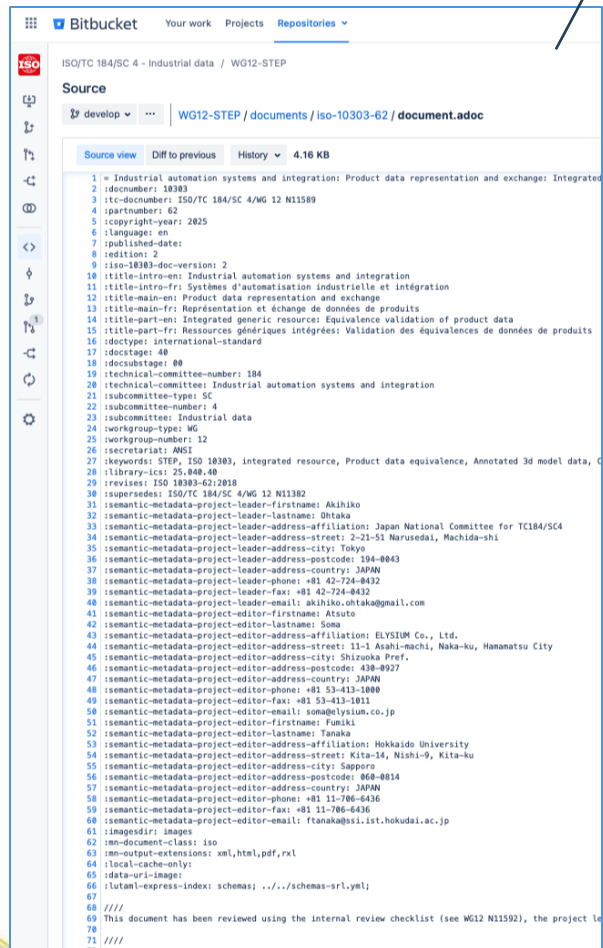 Bitbucket
Your work Projects Repositories
ISO
ISO/TC 184/SC 4 - Industrial data / WG12-STEP
Source
develop ... WG12-STEP / documents / iso-10303-62 / document.adoc
Source view Diff to previous History 4.16 KB
1 = Industrial automation systems and integration: Product data representation and exchange: Integrated
2 :docnumber: 10303
3 :tc-docnumber: ISO/TC 184/SC 4/WG 12 N11589
4 :partnumber: 62
5 :copyright-year: 2025
6 :language: en
7 :published-date:
8 :edition: 2
9 :iso-10303-doc-version: 2
10 :title-intro-en: Industrial automation systems and integration
11 :title-intro-fr: Systèmes d'automatisation industrielle et intégration
12 :title-main-en: Product data representation and exchange
13 :title-main-fr: Représentation et échange de données de produits
14 :title-part-en: Integrated generic resource: Equivalence validation of product data
15 :title-part-fr: Ressources génériques intégrées: Validation des équivalences de données de produits
16 :doctype: international-standard
17 :docstage: 40
18 :docsubstage: 00
19 :technical-committee-number: 184
20 :technical-committee: Industrial automation systems and integration
21 :subcommittee-type: SC
22 :subcommittee-number: 4
23 :subcommittee: Industrial data
24 :workgroup-type: WG
25 :workgroup-number: 12
26 :secretariat: ANSI
27 :keywords: STEP, ISO 10303, integrated resource, Product data equivalence, Annotated 3d model data,
28 :library-ics: 25.040.40
29 :revises: ISO 10303-62:2018
30 :supersedes: ISO/TC 184/SC 4/WG 12 N11382
31 :semantic-metadata-project-leader-firstname: Akihiko
32 :semantic-metadata-project-leader-lastname: Ohtaka
33 :semantic-metadata-project-leader-address-affiliation: Japan National Committee for TC184/SC4
34 :semantic-metadata-project-leader-address-street: 2-21-51 Narusedai, Machida-shi
35 :semantic-metadata-project-leader-address-city: Tokyo
36 :semantic-metadata-project-leader-address-postcode: 194-0043
37 :semantic-metadata-project-leader-address-country: JAPAN
38 :semantic-metadata-project-leader-phone: +81 42-724-0432
39 :semantic-metadata-project-leader-fax: +81 42-724-0432
40 :semantic-metadata-project-leader-email: akihiko.ohtaka@gmail.com
41 :semantic-metadata-project-editor-firstname: Atsuto
42 :semantic-metadata-project-editor-lastname: Soma
43 :semantic-metadata-project-editor-address-affiliation: ELYSIUM Co., Ltd.
44 :semantic-metadata-project-editor-address-street: 11-1 Asahi-machi, Naka-ku, Hamamatsu City
45 :semantic-metadata-project-editor-address-city: Shizuoka Pref.
46 :semantic-metadata-project-editor-address-postcode: 430-0927
47 :semantic-metadata-project-editor-address-country: JAPAN
48 :semantic-metadata-project-editor-phone: +81 53-413-1000
49 :semantic-metadata-project-editor-fax: +81 53-413-1011
50 :semantic-metadata-project-editor-email: soma@elysium.co.jp
51 :semantic-metadata-project-editor-firstname: Fumiki
52 :semantic-metadata-project-editor-lastname: Tanaka
53 :semantic-metadata-project-editor-address-affiliation: Hokkaido University
54 :semantic-metadata-project-editor-address-street: Kita-14, Nishi-9, Kita-ku
55 :semantic-metadata-project-editor-address-city: Sapporo
56 :semantic-metadata-project-editor-address-postcode: 060-0814
57 :semantic-metadata-project-editor-address-country: JAPAN
58 :semantic-metadata-project-editor-phone: +81 11-706-6436
59 :semantic-metadata-project-editor-fax: +81 11-706-6436
60 :semantic-metadata-project-editor-email: ftanaka@ssi.ist.hokudai.ac.jp
61 :imagesdir: images
62 :mn-document-class: iso
63 :mn-output-extensions: xml,html,pdf,rxl
64 :local-cache-only:
65 :data-uri-image:
66 :lutaml-express-index: schemas; ../../schemas-srl.yml;
67
68 ////
69 This document has been reviewed using the internal review checklist (see WG12 N11592), the project le
70
71 ////
1